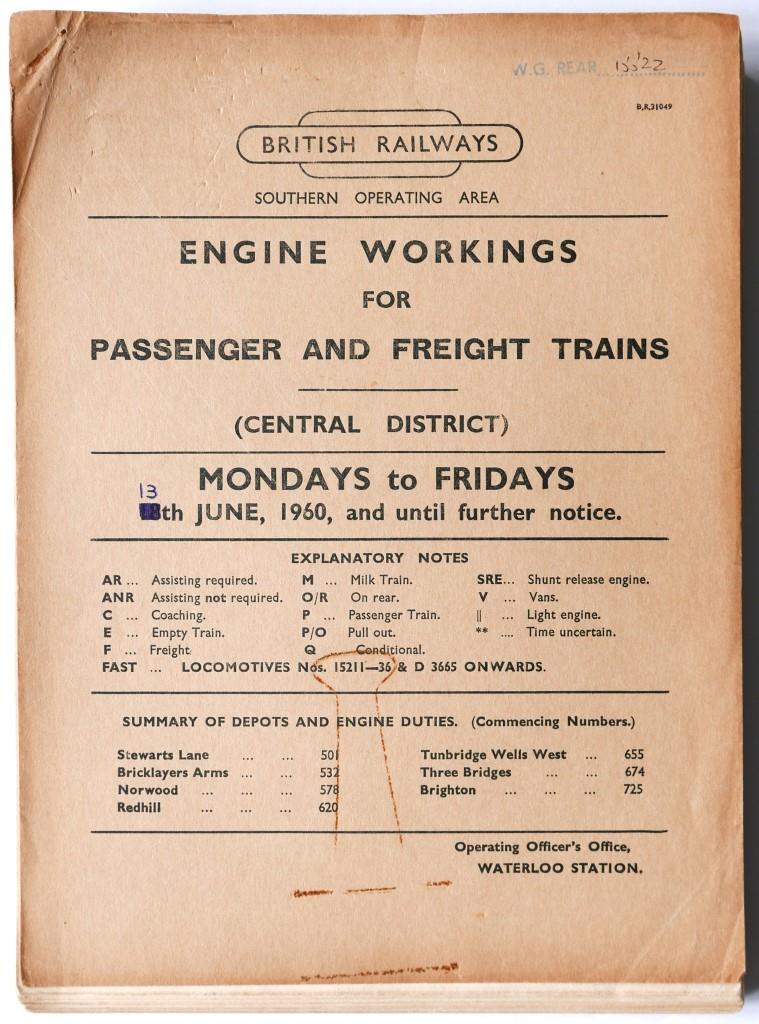 W.G. REAR
B,R,31049
BRITISH RAILWAYS
SOUTHERN OPERATING AREA
ENGINE WORKINGS
FOR
PASSENGER AND FREIGHT TRAINS
(CENTRAL DISTRICT)
MONDAYS to FRIDAYS
13
th JUNE, 1960, and until further notice.
EXPLANATORY NOTES
AR ... Assisting required. M ... Milk Train. SRE... Shunt release engine.
ANR Assisting not required. O/R On rear. V ... Vans.
C ... Coaching. P ... Passenger Train. || ... Light engine.
E ... Empty Train. P/O Pull out. ** .... Time uncertain.
F ... Freight Q ... Conditional.
FAST ... LOCOMOTIVES Nos. 15211—36 & D 3665 ONWARDS.
SUMMARY OF DEPOTS AND ENGINE DUTIES. (Commencing Numbers.)
Stewarts Lane ... ... 501 Tunbridge Wells West ... 655
Bricklayers Arms ... ... 532 Three Bridges ... ... 674
Norwood ... ... ... 578 Brighton ... ... ... 725
Redhill ... ... ... 620
Operating Officer's Office,
WATERLOO STATION.